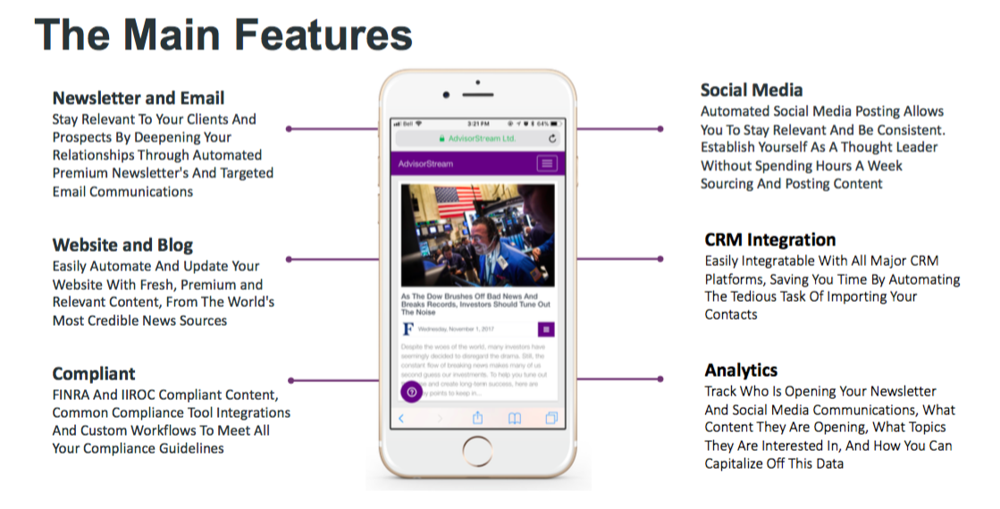 The Main Features
Newsletter and Email
Stay Relevant To Your Clients And
Prospects By Deepening Your
Relationships Through Automated
Premium Newsletter's And Targeted
Email Communications
Website and Blog
Easily Automate And Update Your
Website With Fresh, Premium and
Relevant Content, From The World's
Most Credible News Sources
Compliant
FINRA And IIROC Compliant Content,
Common Compliance Tool Integrations
And Custom Workflows To Meet All
Your Compliance Guidelines
Bell
3:21 PM
64%
AdvisorStream Ltd.
AdvisorStream
As The Dow Brushes Off Bad News And
Breaks Records, Investors Should Tune Out
The Noise
F
Wednesday, November 1, 2017
Despite the woes of the world, many investors have
seemingly decided to disregard the drama. Still, the
constant flow of breaking news makes many of us
second guess our investments. To help you tune out
and create long-term success, here are
points to keep in...
Social Media
Automated Social Media Posting Allows
You To Stay Relevant And Be Consistent.
Establish Yourself As A Thought Leader
Without Spending Hours A Week
Sourcing And Posting Content
CRM Integration
Easily Integratable With All Major CRM
Platforms, Saving You Time By Automating
The Tedious Task Of Importing Your
Contacts
Analytics
Track Who Is Opening Your Newsletter
And Social Media Communications, What
Content They Are Opening, What Topics
They Are Interested In, And How You Can
Capitalize Off This Data